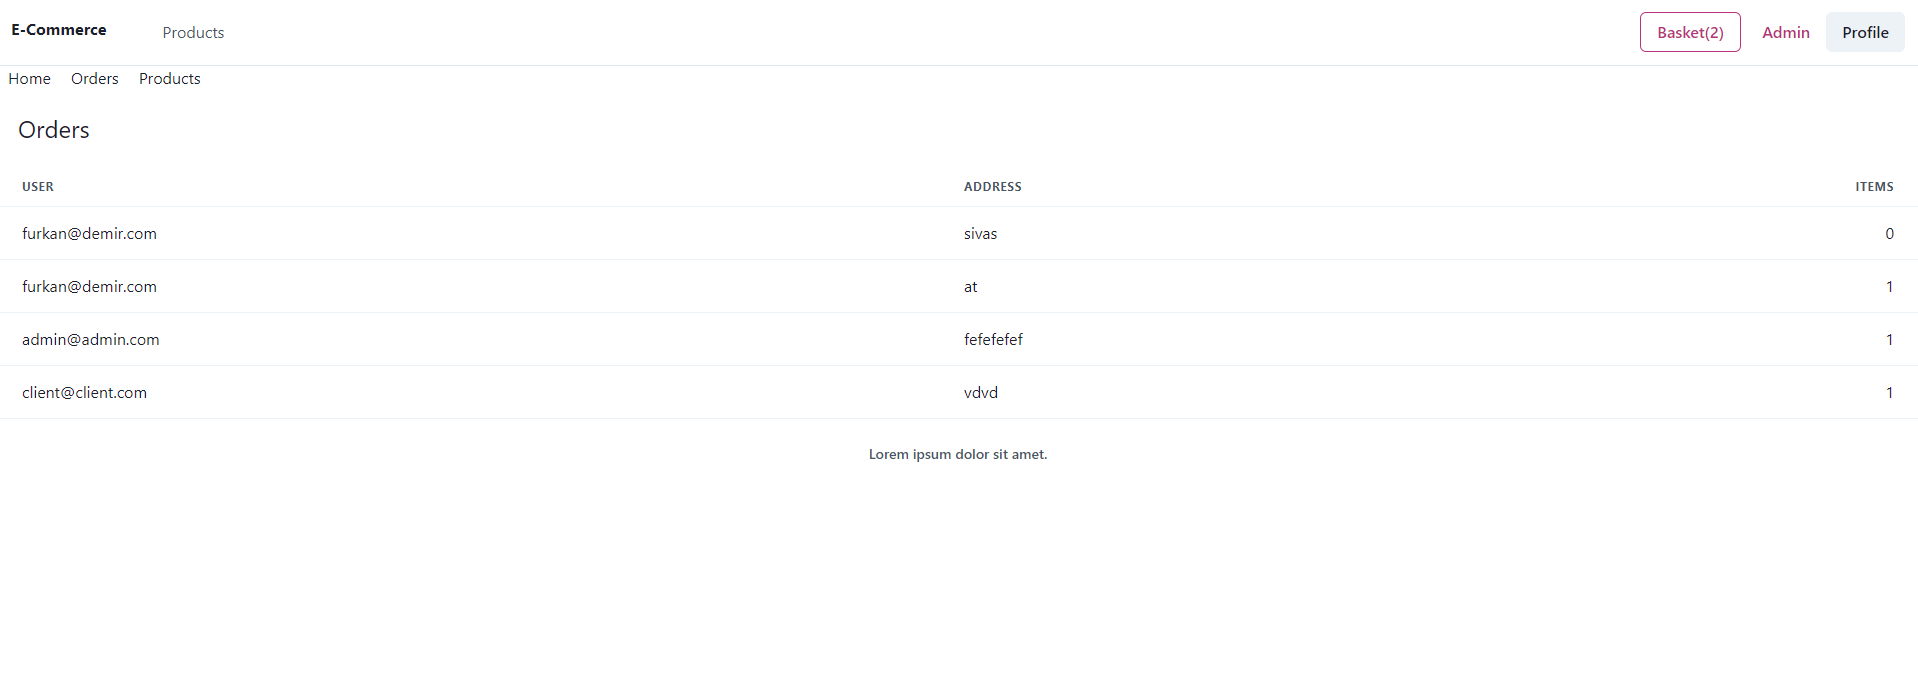 E-Commerce Products Basket(2) Admin Profile
Home Orders Products
Orders
USER ADDRESS ITEMS
furkan@demir.com sivas 0
furkan@demir.com at 1
admin@admin.com fefefefef 1
client@client.com vdvd 1
Lorem ipsum dolor sit amet.